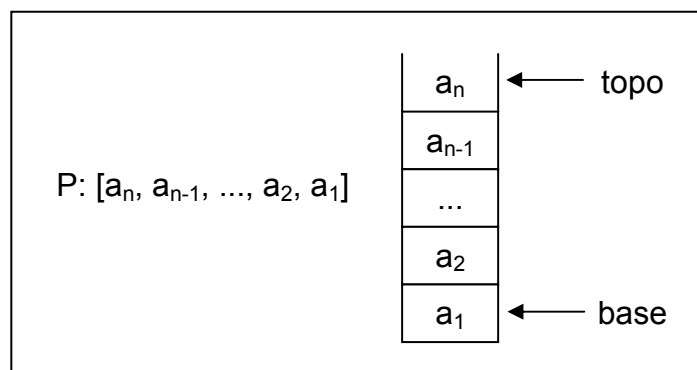 aₙ topo
aₙ₋₁
P: [aₙ, aₙ₋₁, ..., a₂, a₁]
...
a₂
a₁ base